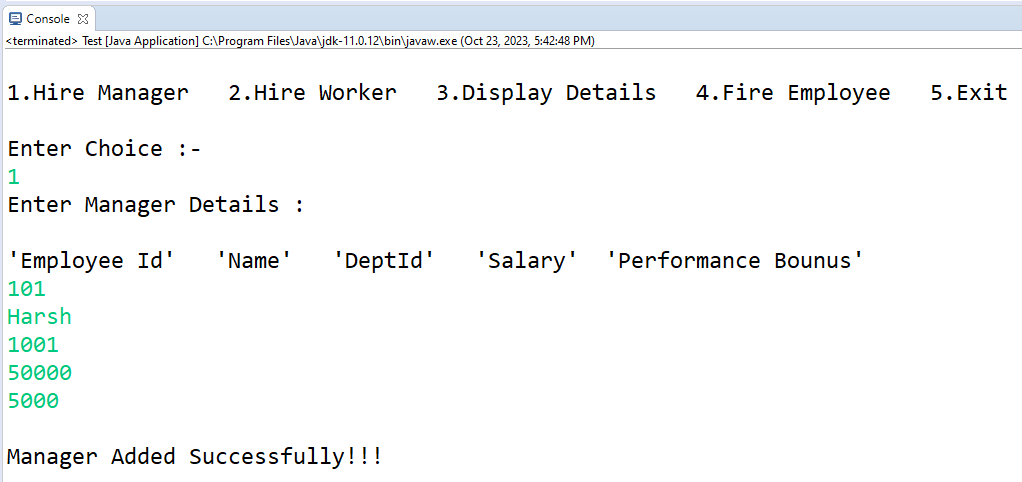 Console
<terminated> Test [Java Application] C:\Program Files\Java\jdk-11.0.12\bin\javaw.exe (Oct 23, 2023, 5:42:48 PM)
1.Hire Manager   2.Hire Worker   3.Display Details   4.Fire Employee   5.Exit
Enter Choice :-
1
Enter Manager Details :
'Employee Id'   'Name'   'DeptId'   'Salary'  'Performance Bounus'
101
Harsh
1001
50000
5000
Manager Added Successfully!!!